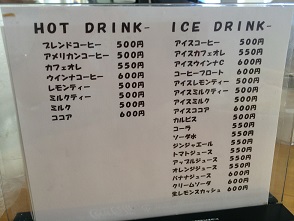 HOT DRINK-
ブレンドコーヒー 500円
アメリカンコーヒー 500円
カフェオレ 550円
ウインナコーヒー 600円
レモンティー 500円
ミルクティー 500円
ミルク 500円
ココア 600円
ICE DRINK-
アイスコーヒー 500円
アイスカフェオレ 550円
アイスウインナC 600円
コーヒーフロート 600円
アイスレモンティー 550円
アイスミルクティー 550円
アイスミルク 500円
アイスココア 600円
カルピス 550円
コーラ 550円
ソーダ水 550円
ジンジャエール 550円
トマトジュース 550円
アップルジュース 550円
オレンジジュース 550円
バナナジュース 600円
クリームソーダ 600円
生レモンスカッシュ 600円